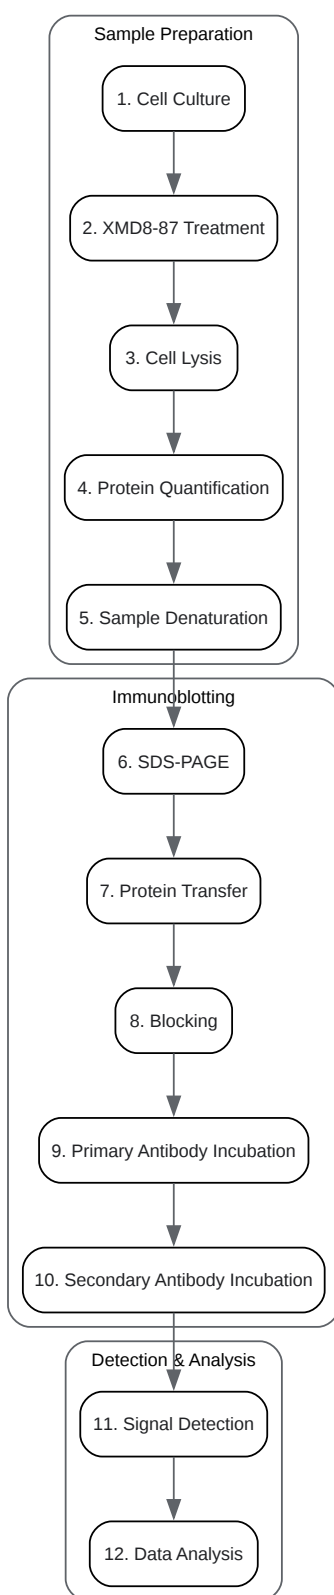 Sample Preparation
1. Cell Culture
2. XMD8-87 Treatment
3. Cell Lysis
4. Protein Quantification
5. Sample Denaturation
Immunoblotting
6. SDS-PAGE
7. Protein Transfer
8. Blocking
9. Primary Antibody Incubation
10. Secondary Antibody Incubation
Detection & Analysis
11. Signal Detection
12. Data Analysis